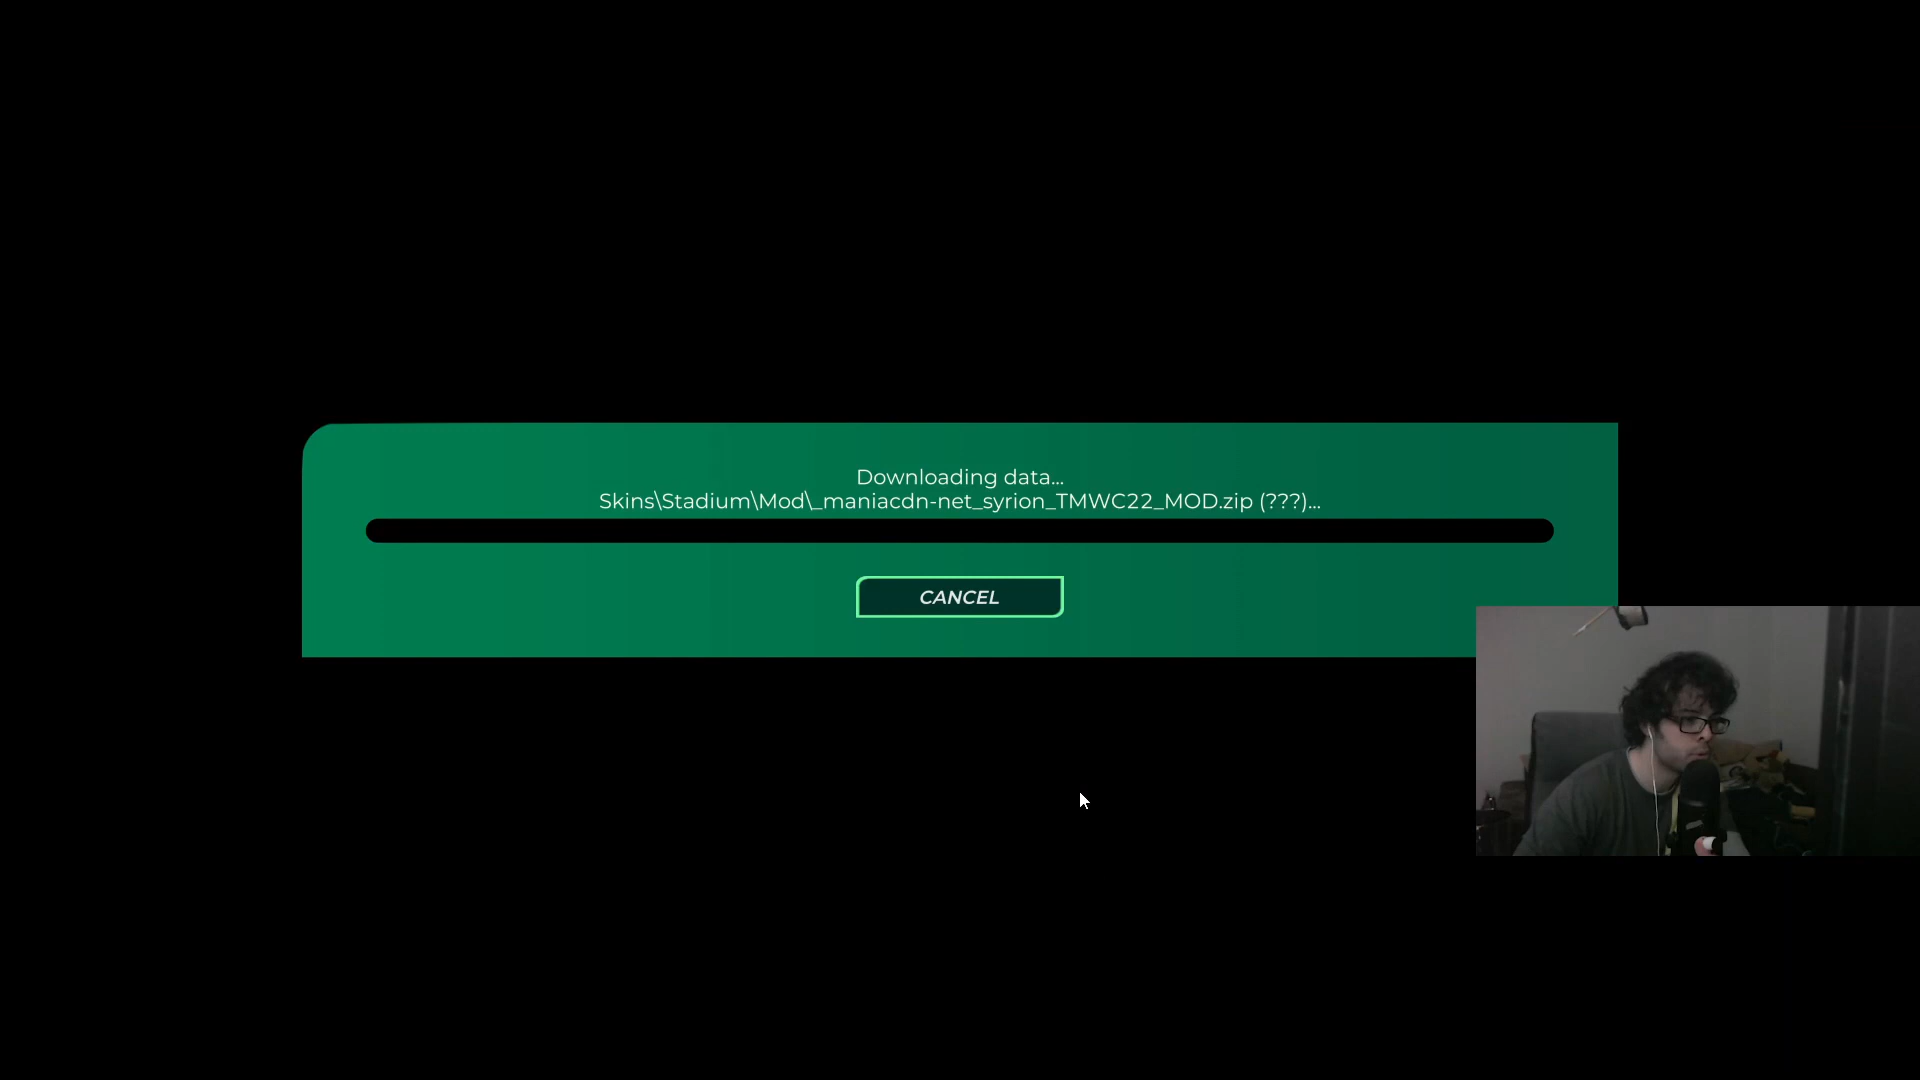 Downloading data...
Skins\Stadium\Mod\_maniacdn-net_syrion_TMWC22_MOD.zip (???)...
CANCEL